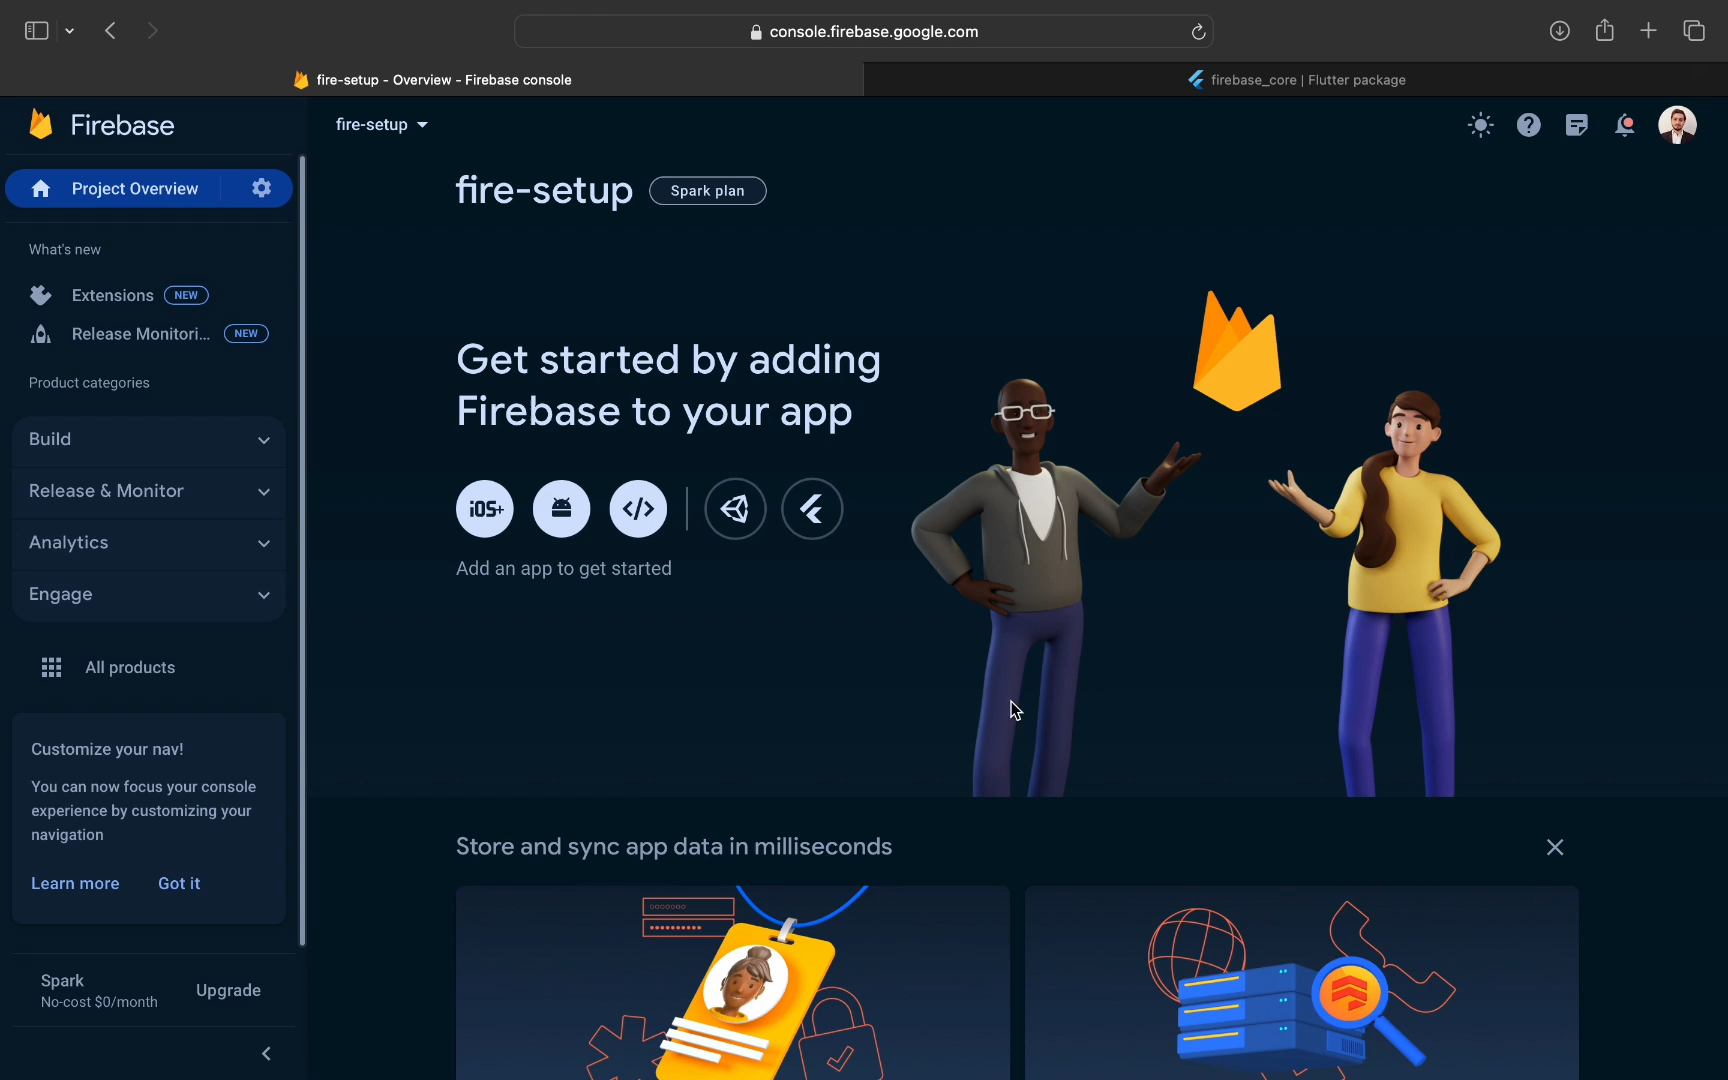 console.firebase.google.com
fire-setup - Overview - Firebase console
firebase_core | Flutter package
Firebase
fire-setup
Project Overview
fire-setup
Spark plan
What's new
Extensions NEW
Release Monitori... NEW
Product categories
Build
Release & Monitor
Analytics
Engage
All products
Customize your nav!
You can now focus your console
experience by customizing your
navigation
Learn more
Got it
Spark
No-cost $0/month
Upgrade
Get started by adding
Firebase to your app
iOS+
Add an app to get started
Store and sync app data in milliseconds